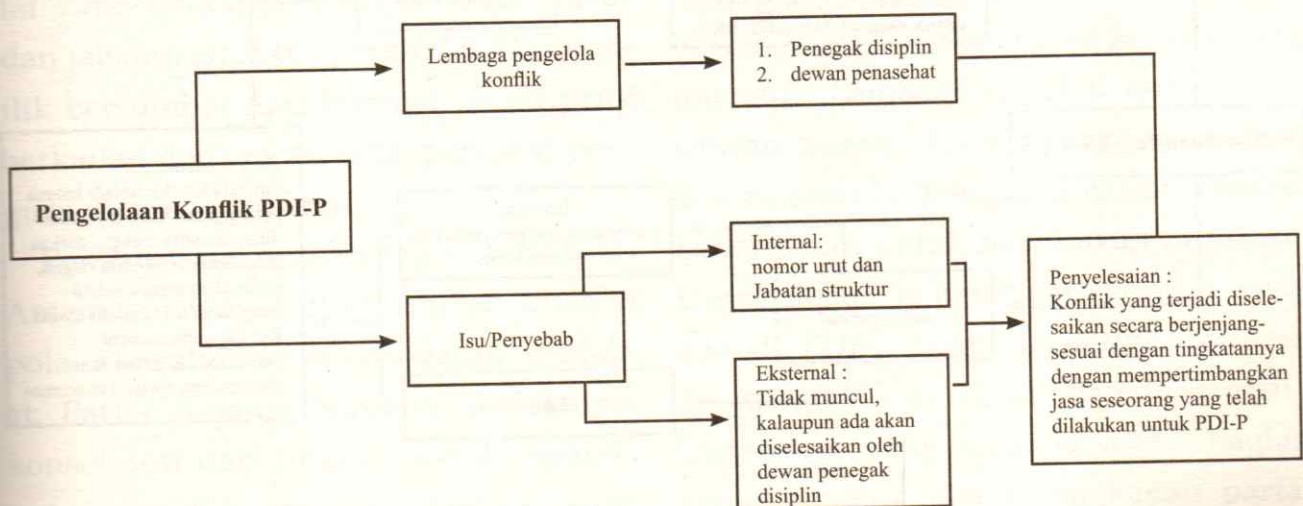 Lembaga pengelola
konflik
1. Penegak disiplin
2. dewan penasehat
Pengelolaan Konflik PDI-P
Isu/Penyebab
Internal:
nomor urut dan
Jabatan struktur
Eksternal :
Tidak muncul,
kalaupun ada akan
diselesaikan oleh
dewan penegak
disiplin
Penyelesaian :
Konflik yang terjadi disele-
saikan secara berjenjang-
sesuai dengan tingkatannya
dengan mempertimbangkan
jasa seseorang yang telah
dilakukan untuk PDI-P